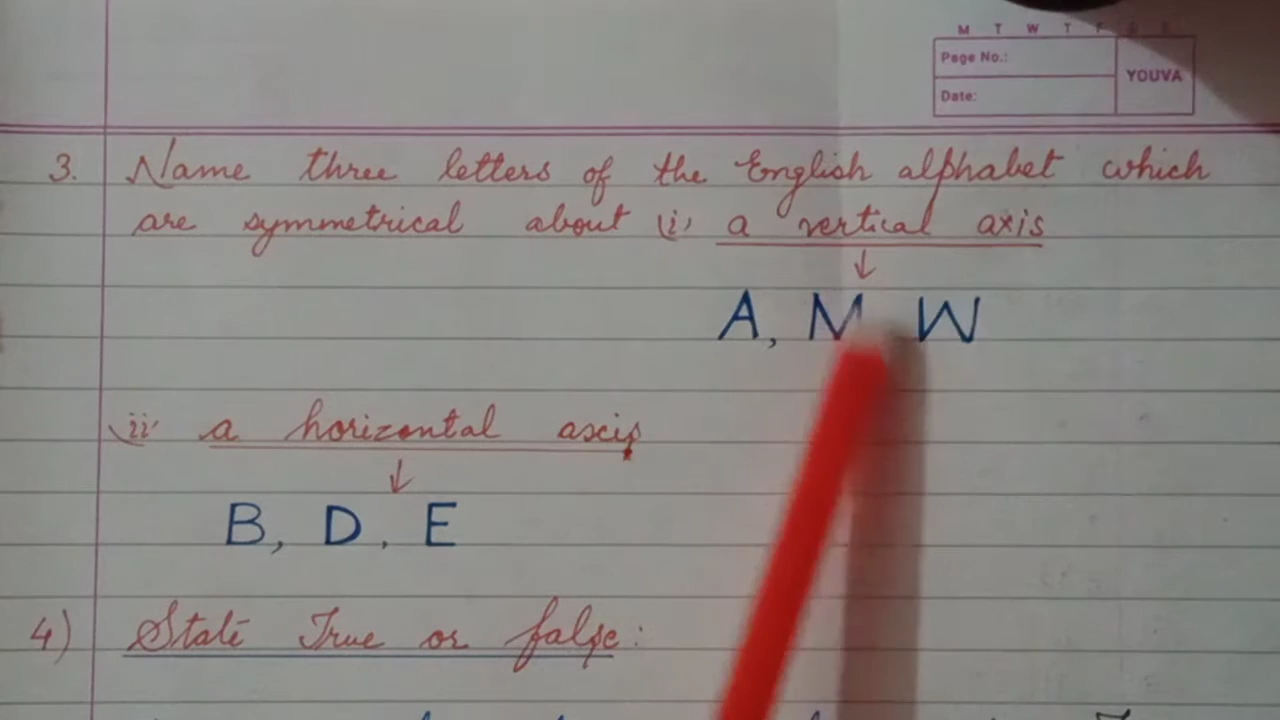 M T W T F S S
Page No.:
YOUVA
Date:
3. Name three letters of the English alphabet which
are symmetrical about (i) a vertical axis
↓
A, M W
(ii) a horizontal axis
↓
B, D, E
4) State True or false: